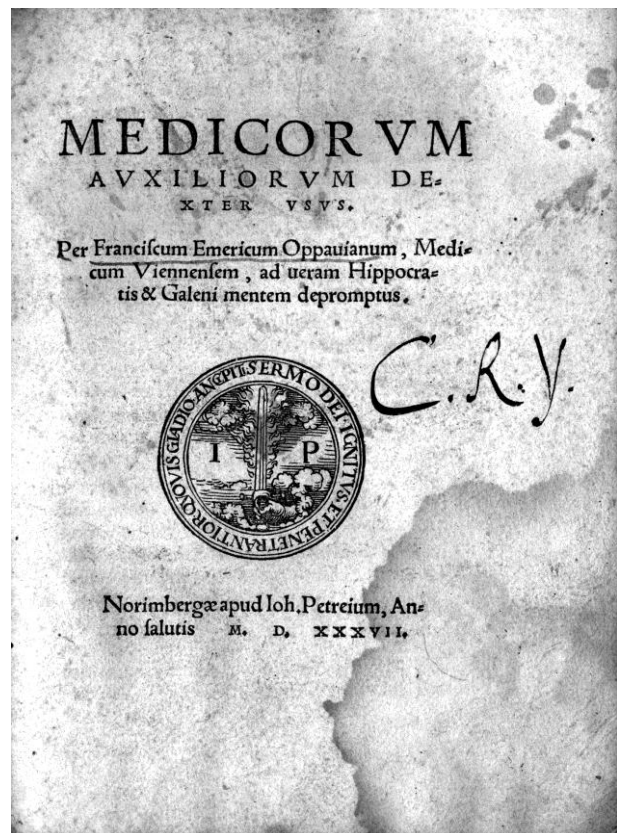 MEDICORVM
AVXILIORVM DE=
XTER VSVS.
Per Franciſcum Emericum Oppauianum, Medi=
cum Viennenſem, ad ueram Hippocra=
tis & Galeni mentem depromptus.
C. R. V.
SERMO DEI IGNITVS ET PENETRANTIOR QVOVIS GLADIO ANCIPITI
I P
Norimbergæ apud Ioh. Petreium, An=
no ſalutis M. D. XXXVII.